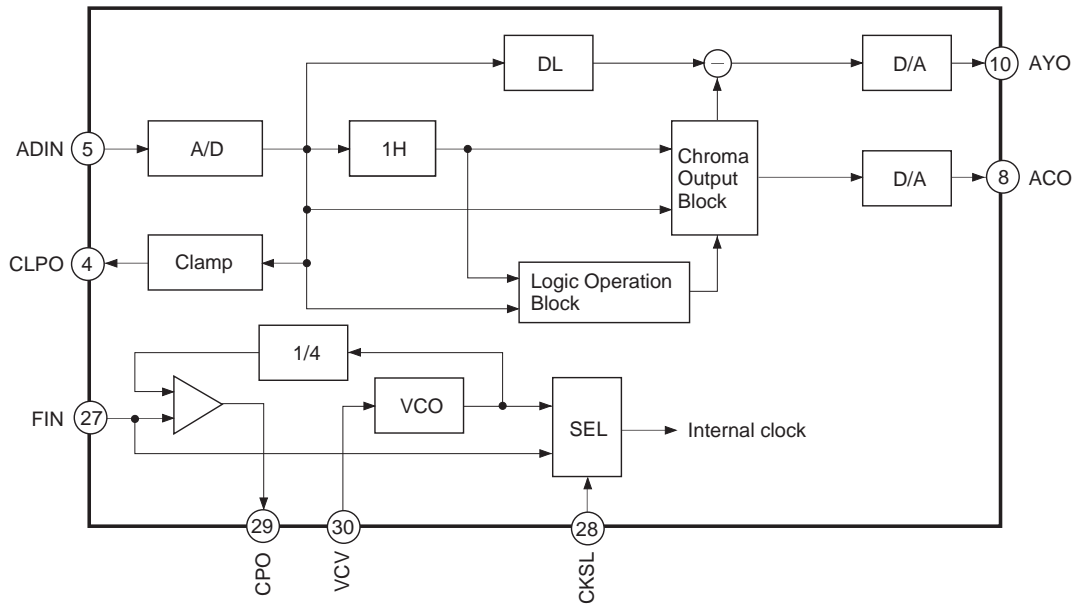 DL
−
D/A
10
AYO
ADIN
5
A/D
1H
Chroma
Output
Block
D/A
8
ACO
CLPO
4
Clamp
Logic Operation
Block
1/4
FIN
27
VCO
SEL
Internal clock
29
30
28
CPO
VCV
CKSL